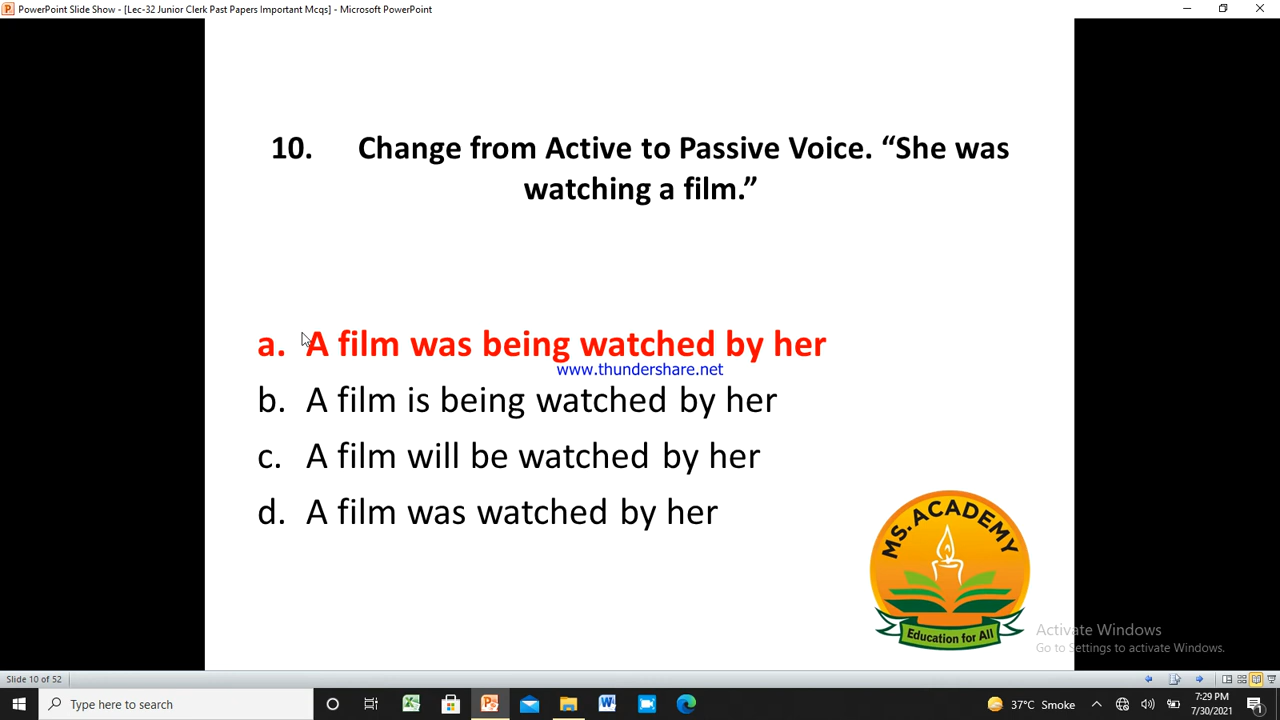 PowerPoint Slide Show - [Lec-32 Junior Clerk Past Papers Important Mcqs] - Microsoft PowerPoint
10. Change from Active to Passive Voice. “She was
watching a film.”
a. A film was being watched by her
www.thundershare.net
b. A film is being watched by her
c. A film will be watched by her
d. A film was watched by her
MS.ACADEMY
Education for All
Activate Windows
Go to Settings to activate Windows.
Slide 10 of 52
Type here to search
37°C Smoke
7:29 PM
7/30/2021